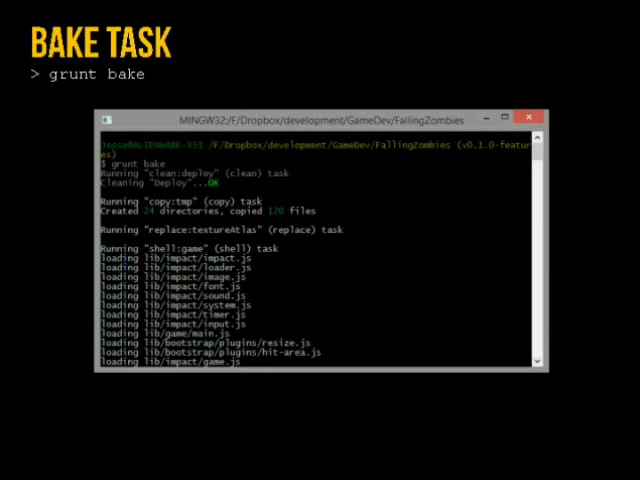 BAKE TASK
> grunt bake
MINGW32:/F/Dropbox/development/GameDev/FallingZombies
Jesse@ALIENWARE-X51 /F/Dropbox/development/GameDev/FallingZombies (v0.1.0-featur
es)
$ grunt bake
Running "clean:deploy" (clean) task
Cleaning "Deploy"...OK
Running "copy:tmp" (copy) task
Created 24 directories, copied 120 files
Running "replace:textureAtlas" (replace) task
Running "shell:game" (shell) task
loading lib/impact/impact.js
loading lib/impact/loader.js
loading lib/impact/image.js
loading lib/impact/font.js
loading lib/impact/sound.js
loading lib/impact/system.js
loading lib/impact/timer.js
loading lib/impact/input.js
loading lib/game/main.js
loading lib/bootstrap/plugins/resize.js
loading lib/bootstrap/plugins/hit-area.js
loading lib/impact/game.js